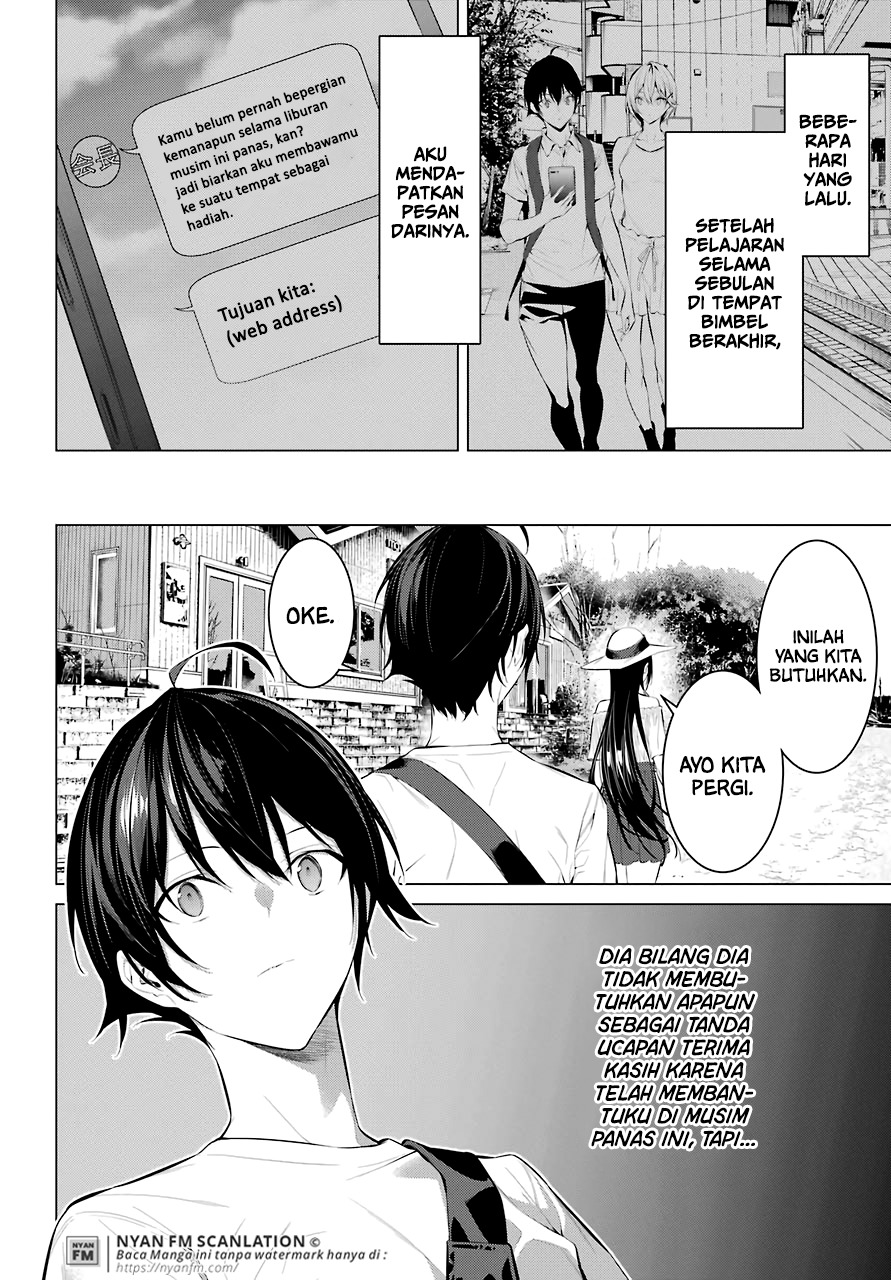 BEBE-
RAPA
HARI
YANG
LALU.
SETELAH
PELAJARAN
SELAMA
SEBULAN
DI TEMPAT
BIMBEL
BERAKHIR,
AKU
MENDA-
PATKAN
PESAN
DARINYA.
会長
Kamu belum pernah bepergian
kemanapun selama liburan
musim ini panas, kan?
jadi biarkan aku membawamu
ke suatu tempat sebagai
hadiah.
Tujuan kita:
(web address)
INILAH
YANG KITA
BUTUHKAN.
AYO KITA
PERGI.
OKE.
DIA BILANG DIA
TIDAK MEMBU-
TUHKAN APAPUN
SEBAGAI TANDA
UCAPAN TERIMA
KASIH KARENA
TELAH MEMBAN-
TUKU DI MUSIM
PANAS INI, TAPI...
NYAN
FM
NYAN FM SCANLATION ©
Baca Manga ini tanpa watermark hanya di :
https://nyanfm.com/